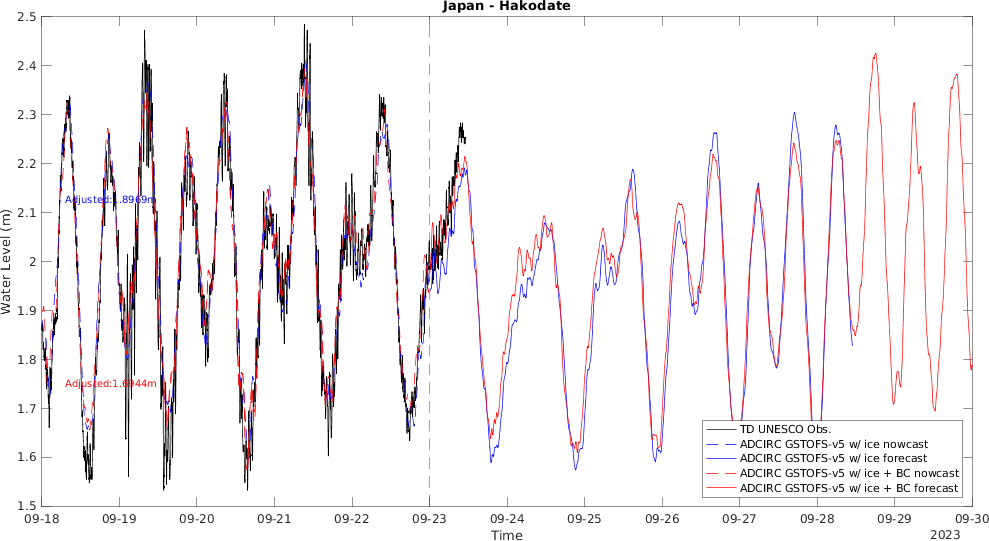 Japan - Hakodate
Water Level (m)
2.5
2.4
2.3
2.2
2.1
2
1.9
1.8
1.7
1.6
1.5
Adjusted:1.8969m
Adjusted:1.6944m
TD UNESCO Obs.
ADCIRC GSTOFS-v5 w/ ice nowcast
ADCIRC GSTOFS-v5 w/ ice forecast
ADCIRC GSTOFS-v5 w/ ice + BC nowcast
ADCIRC GSTOFS-v5 w/ ice + BC forecast
09-18 09-19 09-20 09-21 09-22 09-23 09-24 09-25 09-26 09-27 09-28 09-29 09-30
Time
2023